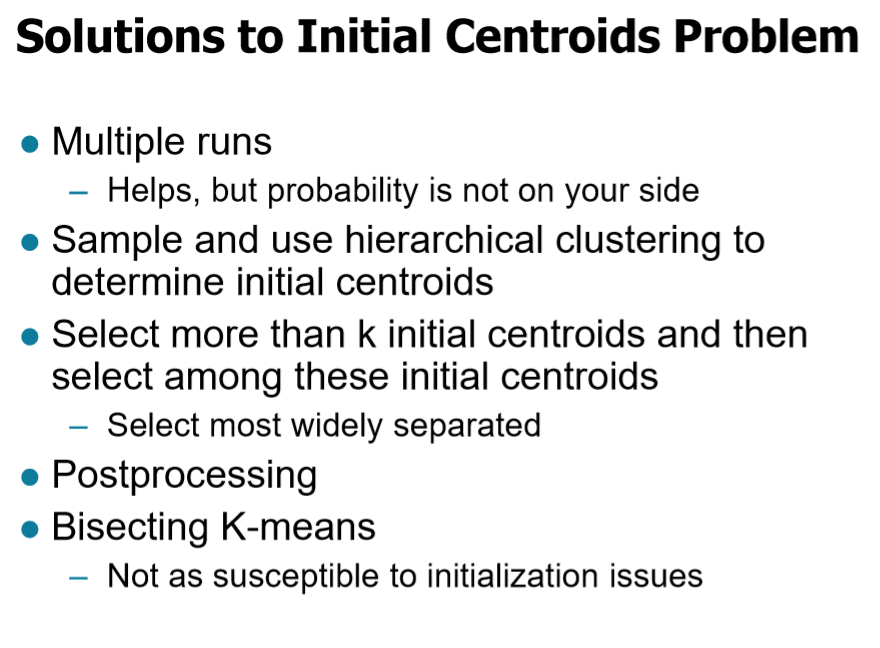 Solutions to Initial Centroids Problem
● Multiple runs
– Helps, but probability is not on your side
● Sample and use hierarchical clustering to
determine initial centroids
● Select more than k initial centroids and then
select among these initial centroids
– Select most widely separated
● Postprocessing
● Bisecting K-means
– Not as susceptible to initialization issues